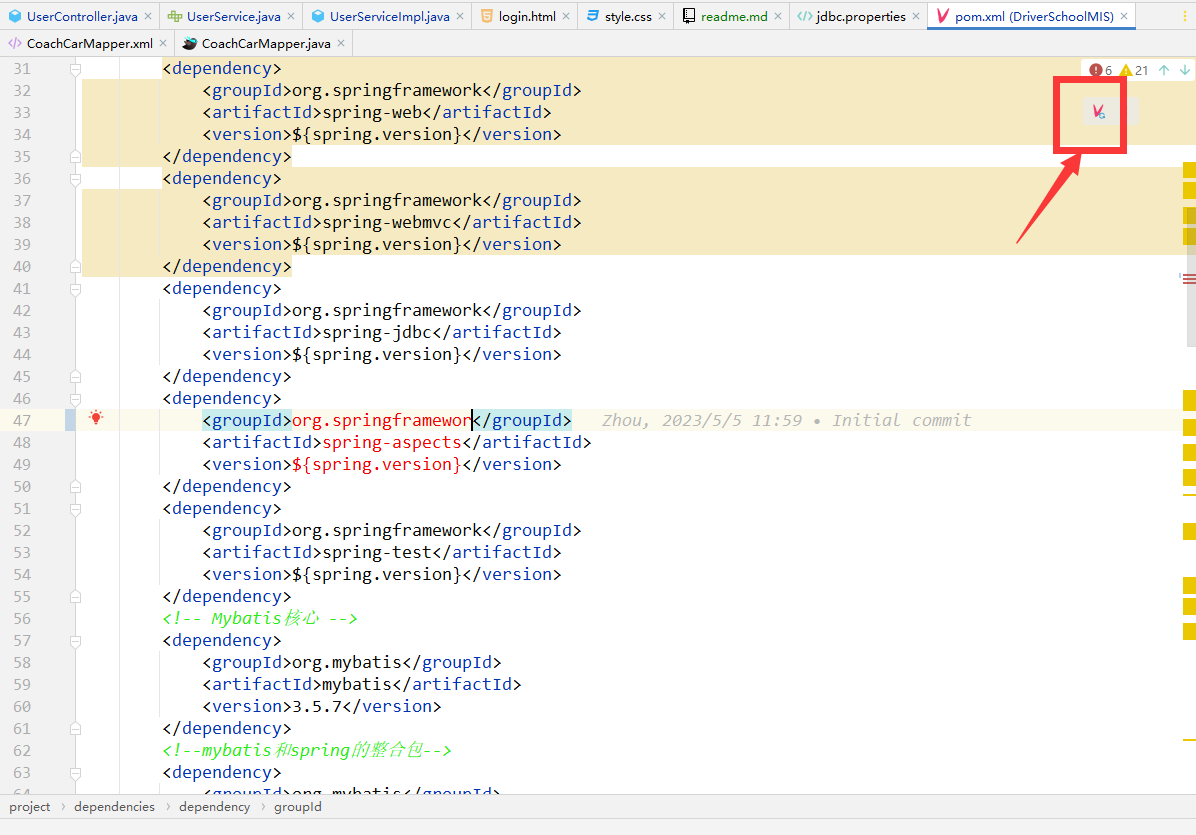 UserController.java UserService.java UserServiceImpl.java login.html style.css readme.md jdbc.properties pom.xml (DriverSchoolMIS)
CoachCarMapper.xml CoachCarMapper.java
6 21
31 <dependency>
32 <groupId>org.springframework</groupId>
33 <artifactId>spring-web</artifactId>
34 <version>${spring.version}</version>
35 </dependency>
36 <dependency>
37 <groupId>org.springframework</groupId>
38 <artifactId>spring-webmvc</artifactId>
39 <version>${spring.version}</version>
40 </dependency>
41 <dependency>
42 <groupId>org.springframework</groupId>
43 <artifactId>spring-jdbc</artifactId>
44 <version>${spring.version}</version>
45 </dependency>
46 <dependency>
47 <groupId>org.springframewor</groupId> Zhou, 2023/5/5 11:59 • Initial commit
48 <artifactId>spring-aspects</artifactId>
49 <version>${spring.version}</version>
50 </dependency>
51 <dependency>
52 <groupId>org.springframework</groupId>
53 <artifactId>spring-test</artifactId>
54 <version>${spring.version}</version>
55 </dependency>
56 <!-- Mybatis核心 -->
57 <dependency>
58 <groupId>org.mybatis</groupId>
59 <artifactId>mybatis</artifactId>
60 <version>3.5.7</version>
61 </dependency>
62 <!--mybatis和spring的整合包-->
63 <dependency>
64 <groupId>org.mybatis</groupId>
project › dependencies › dependency › groupId